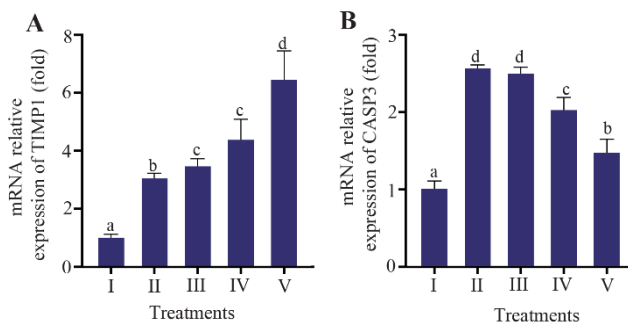 A
mRNA relative
expression of TIMP1 (fold)
8
6
4
2
0
a
b
c
c
d
I II III IV V
Treatments
B
mRNA relative
expression of CASP3 (fold)
3
2
1
0
a
d
d
c
b
I II III IV V
Treatments